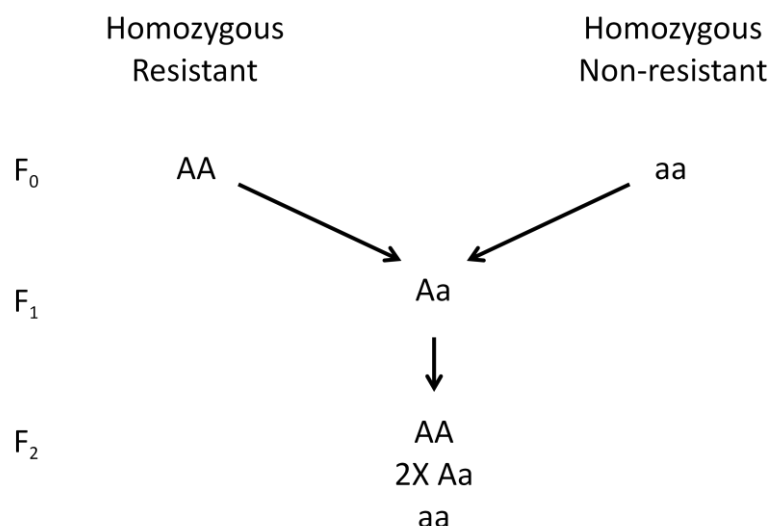 Homozygous
Resistant
Homozygous
Non-resistant
F₀
AA
aa
F₁
Aa
F₂
AA
2X Aa
aa